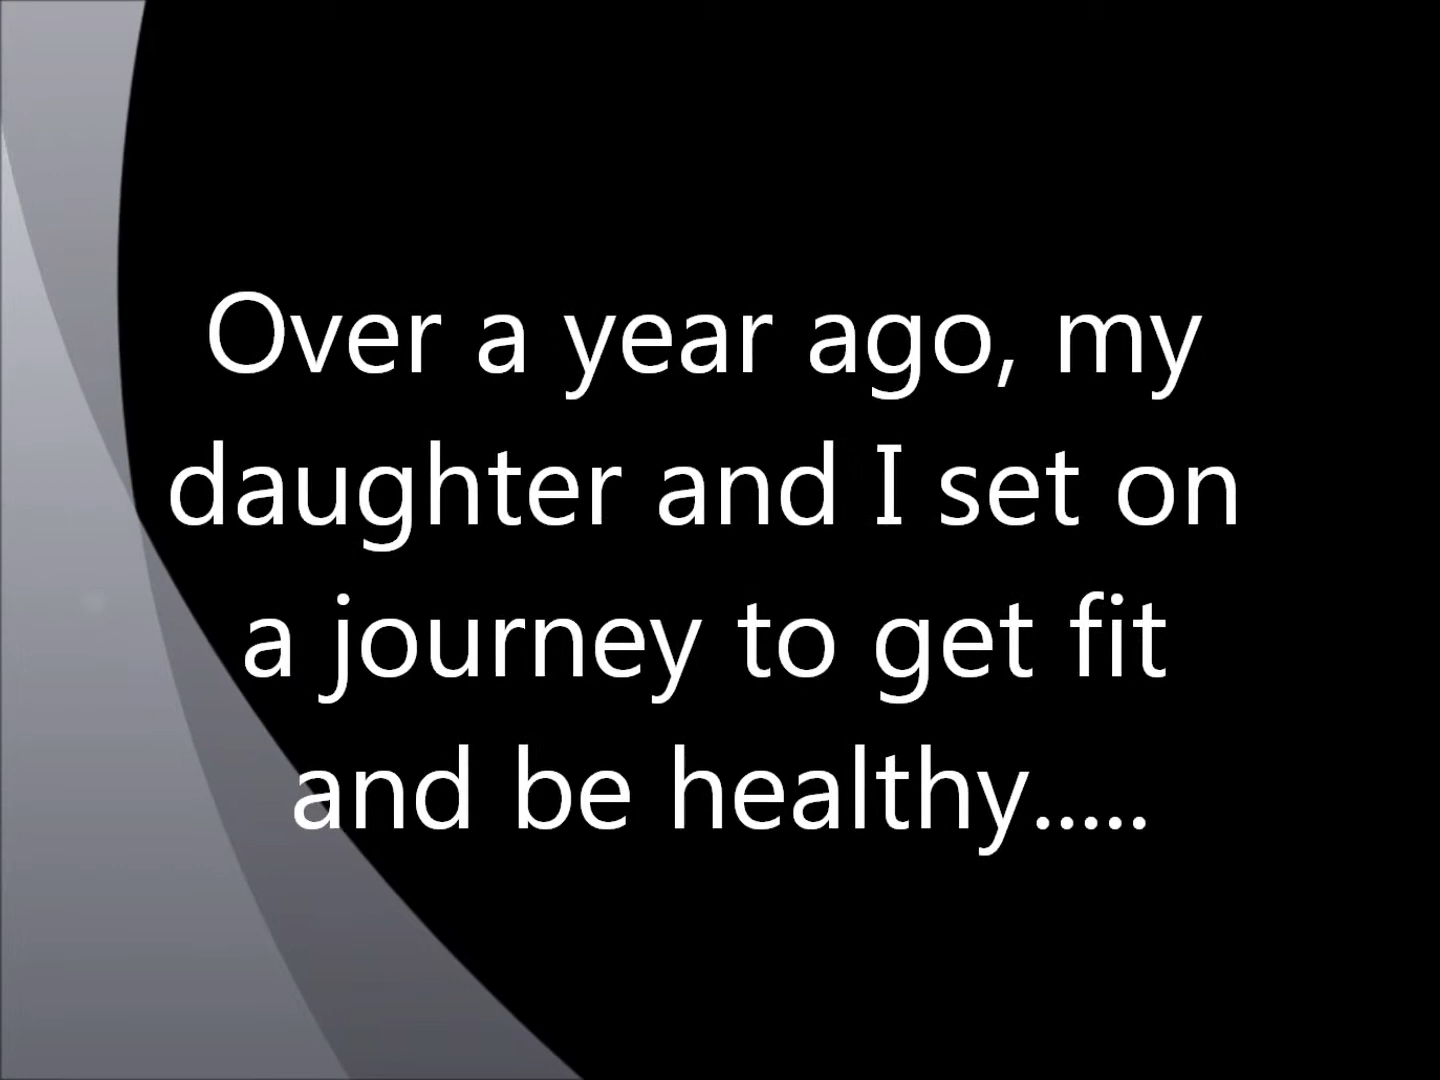 Over a year ago, my
daughter and I set on
a journey to get fit
and be healthy.....